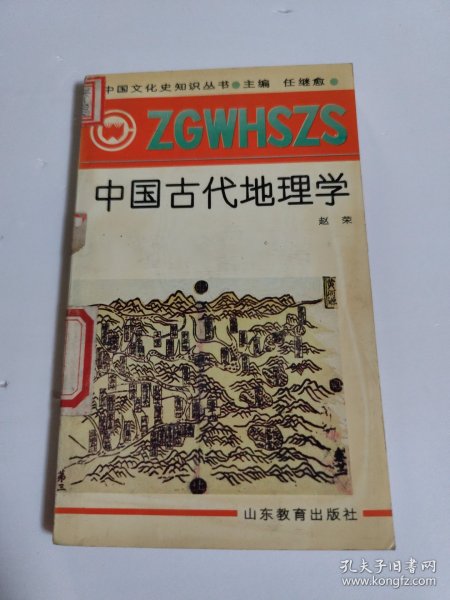 中国文化史知识丛书●主编 任继愈●
ZGWHSZS
中国古代地理学
赵 荣
山东教育出版社
孔夫子旧书网
www.kongfz.com